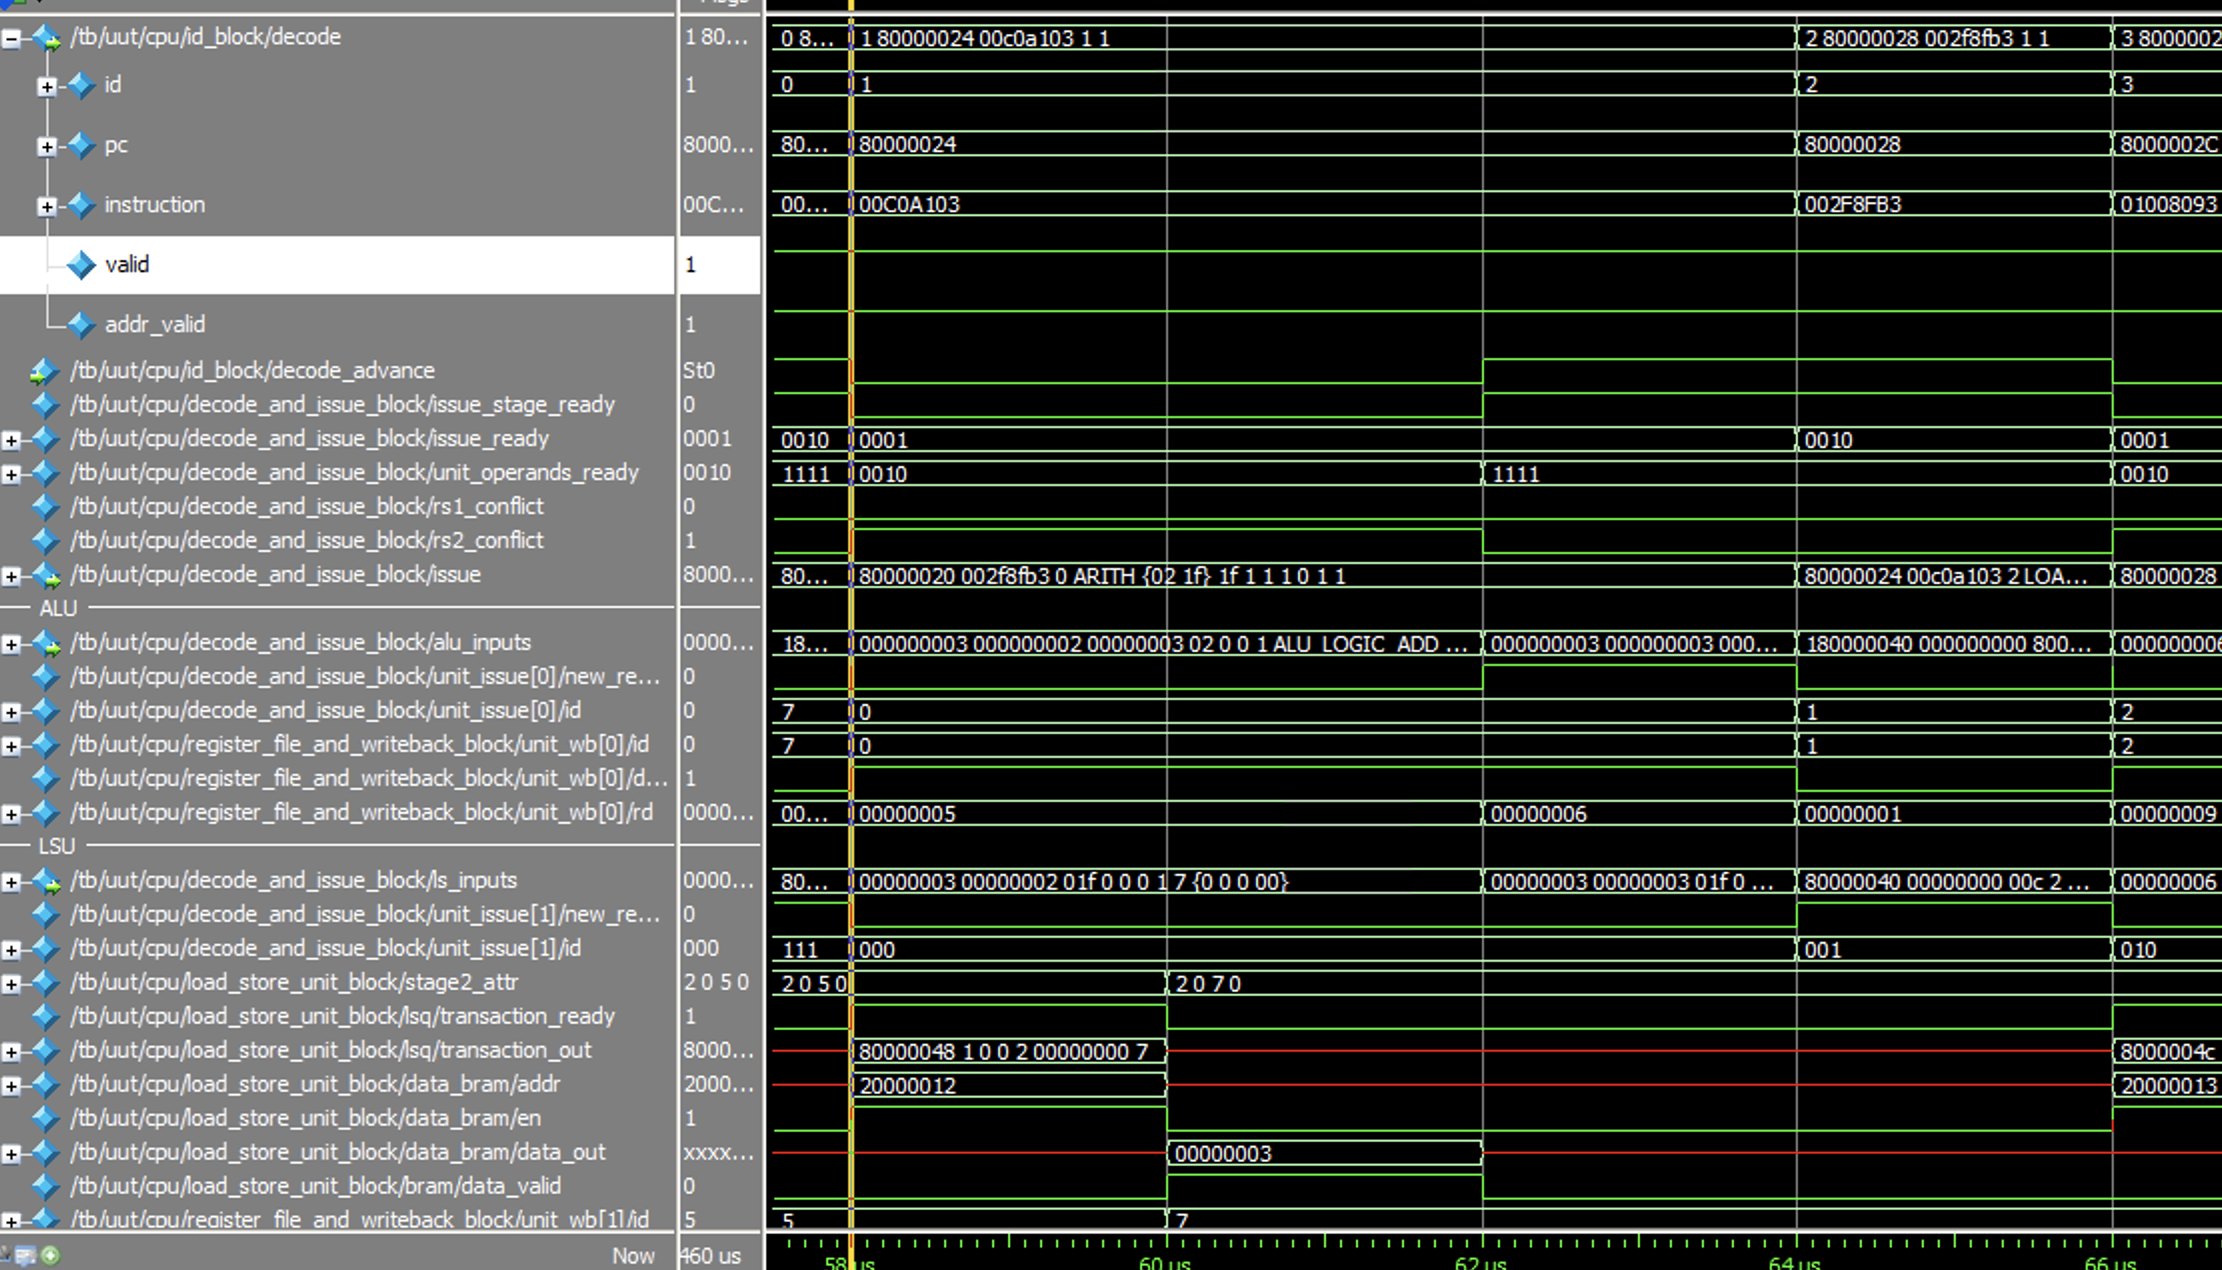 /tb/uut/cpu/id_block/decode 1 80... 0 8... 1 80000024 00c0a103 1 1 2 80000028 002f8fb3 1 1 3 8000002
id 1 0 1 2 3
pc 8000... 80... 80000024 80000028 8000002C
instruction 00C... 00... 00C0A103 002F8FB3 01008093
valid 1
addr_valid 1
/tb/uut/cpu/id_block/decode_advance St0
/tb/uut/cpu/decode_and_issue_block/issue_stage_ready 0
/tb/uut/cpu/decode_and_issue_block/issue_ready 0001 0010 0001 0010 0001
/tb/uut/cpu/decode_and_issue_block/unit_operands_ready 0010 1111 0010 1111 0010
/tb/uut/cpu/decode_and_issue_block/rs1_conflict 0
/tb/uut/cpu/decode_and_issue_block/rs2_conflict 1
/tb/uut/cpu/decode_and_issue_block/issue 8000... 80... 80000020 002f8fb3 0 ARITH {02 1f} 1f 1 1 1 0 1 1 80000024 00c0a103 2 LOA... 80000028
ALU
/tb/uut/cpu/decode_and_issue_block/alu_inputs 0000... 18... 000000003 000000002 00000003 02 0 0 1 ALU_LOGIC_ADD ... 000000003 000000003 000... 180000040 000000000 800... 000000006
/tb/uut/cpu/decode_and_issue_block/unit_issue[0]/new_re... 0
/tb/uut/cpu/decode_and_issue_block/unit_issue[0]/id 0 7 0 1 2
/tb/uut/cpu/register_file_and_writeback_block/unit_wb[0]/id 0 7 0 1 2
/tb/uut/cpu/register_file_and_writeback_block/unit_wb[0]/d... 1
/tb/uut/cpu/register_file_and_writeback_block/unit_wb[0]/rd 0000... 00... 00000005 00000006 00000001 00000009
LSU
/tb/uut/cpu/decode_and_issue_block/ls_inputs 0000... 80... 00000003 00000002 01f 0 0 0 1 7 {0 0 0 00} 00000003 00000003 01f 0 ... 80000040 00000000 00c 2 ... 00000006
/tb/uut/cpu/decode_and_issue_block/unit_issue[1]/new_re... 0
/tb/uut/cpu/decode_and_issue_block/unit_issue[1]/id 000 111 000 001 010
/tb/uut/cpu/load_store_unit_block/stage2_attr 2 0 5 0 2 0 5 0 2 0 7 0
/tb/uut/cpu/load_store_unit_block/lsq/transaction_ready 1
/tb/uut/cpu/load_store_unit_block/lsq/transaction_out 8000... 80000048 1 0 0 2 00000000 7 8000004c
/tb/uut/cpu/load_store_unit_block/data_bram/addr 2000... 20000012 20000013
/tb/uut/cpu/load_store_unit_block/data_bram/en 1
/tb/uut/cpu/load_store_unit_block/data_bram/data_out xxxx... 00000003
/tb/uut/cpu/load_store_unit_block/bram/data_valid 0
/tb/uut/cpu/register_file_and_writeback_block/unit_wb[1]/id 5 5 7
Now 460 us 58 us 60 us 62 us 64 us 66 us